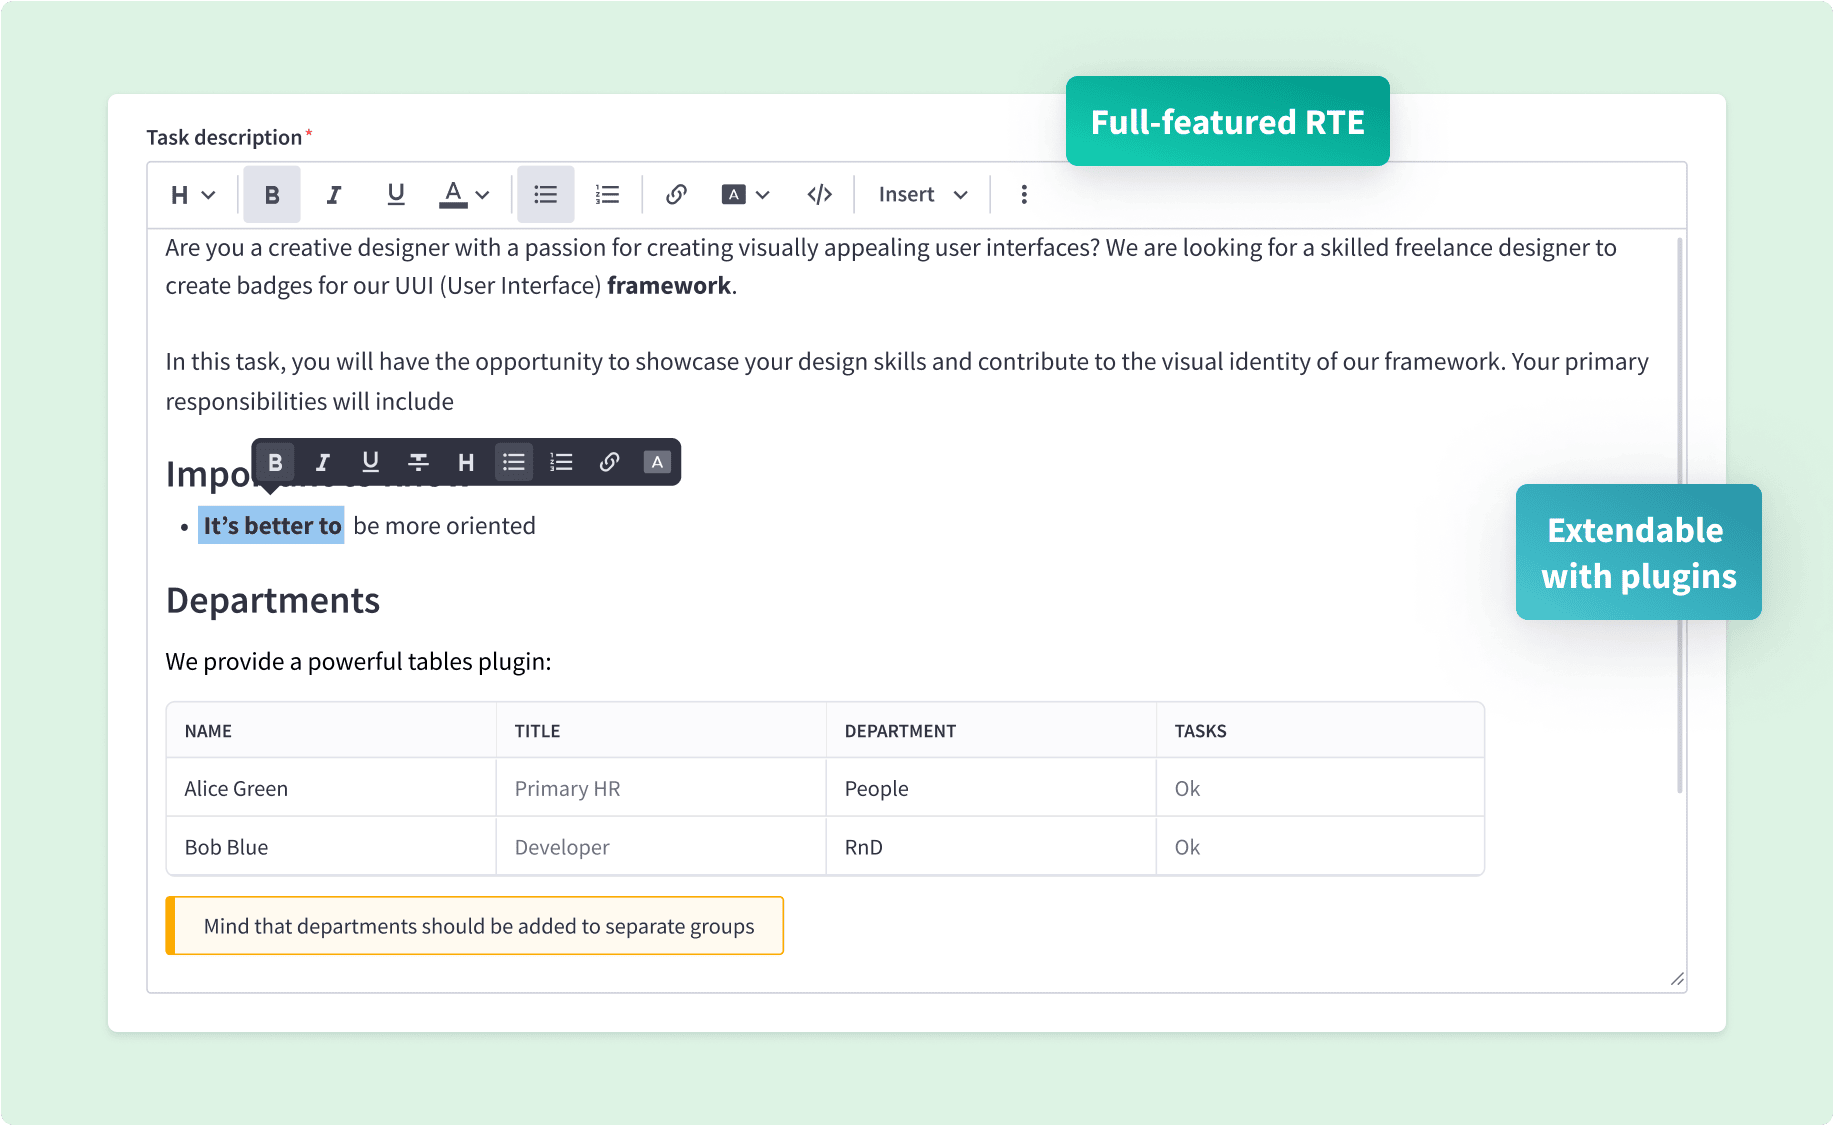 Full-featured RTE
Task description*
H B I U A A </> Insert
Are you a creative designer with a passion for creating visually appealing user interfaces? We are looking for a skilled freelance designer to
create badges for our UUI (User Interface) framework.
In this task, you will have the opportunity to showcase your design skills and contribute to the visual identity of our framework. Your primary
responsibilities will include
B I U H A
• It’s better to be more oriented
Extendable
with plugins
Departments
We provide a powerful tables plugin:
NAME TITLE DEPARTMENT TASKS
Alice Green Primary HR People Ok
Bob Blue Developer RnD Ok
Mind that departments should be added to separate groups